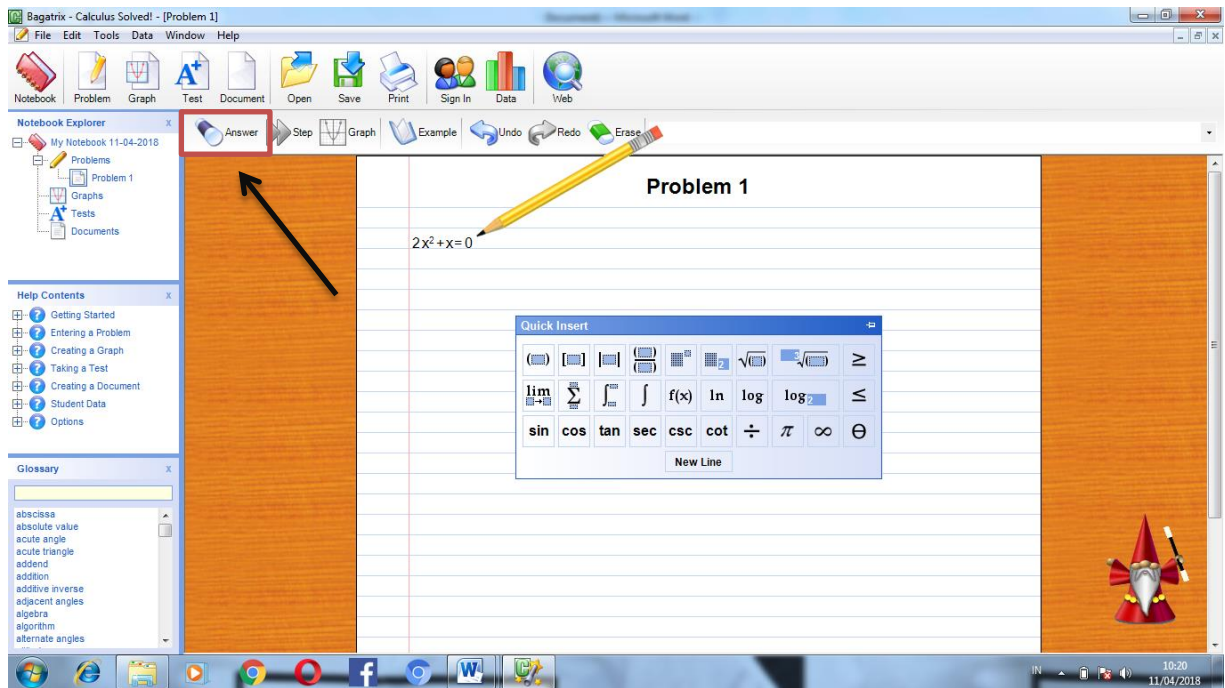 Bagatrix - Calculus Solved! - [Problem 1]
File Edit Tools Data Window Help
Notebook Problem Graph Test Document Open Save Print Sign In Data Web
Notebook Explorer x
Answer Step Graph Example Undo Redo Erase
My Notebook 11-04-2018
Problems
Problem 1
Graphs
Tests
Documents
Help Contents x
Getting Started
Entering a Problem
Creating a Graph
Taking a Test
Creating a Document
Student Data
Options
Glossary x
abscissa
absolute value
acute angle
acute triangle
addend
addition
additive inverse
adjacent angles
algebra
algorithm
alternate angles
Problem 1
2x²+x=0
Quick Insert
( ) [ ] | | ( ) ( ) 2 √( ) 3√( ) ≥
lim → Σ ∫ ∫ f(x) ln log log2 ≤
sin cos tan sec csc cot ÷ π ∞ θ
New Line
IN 10:20
11/04/2018